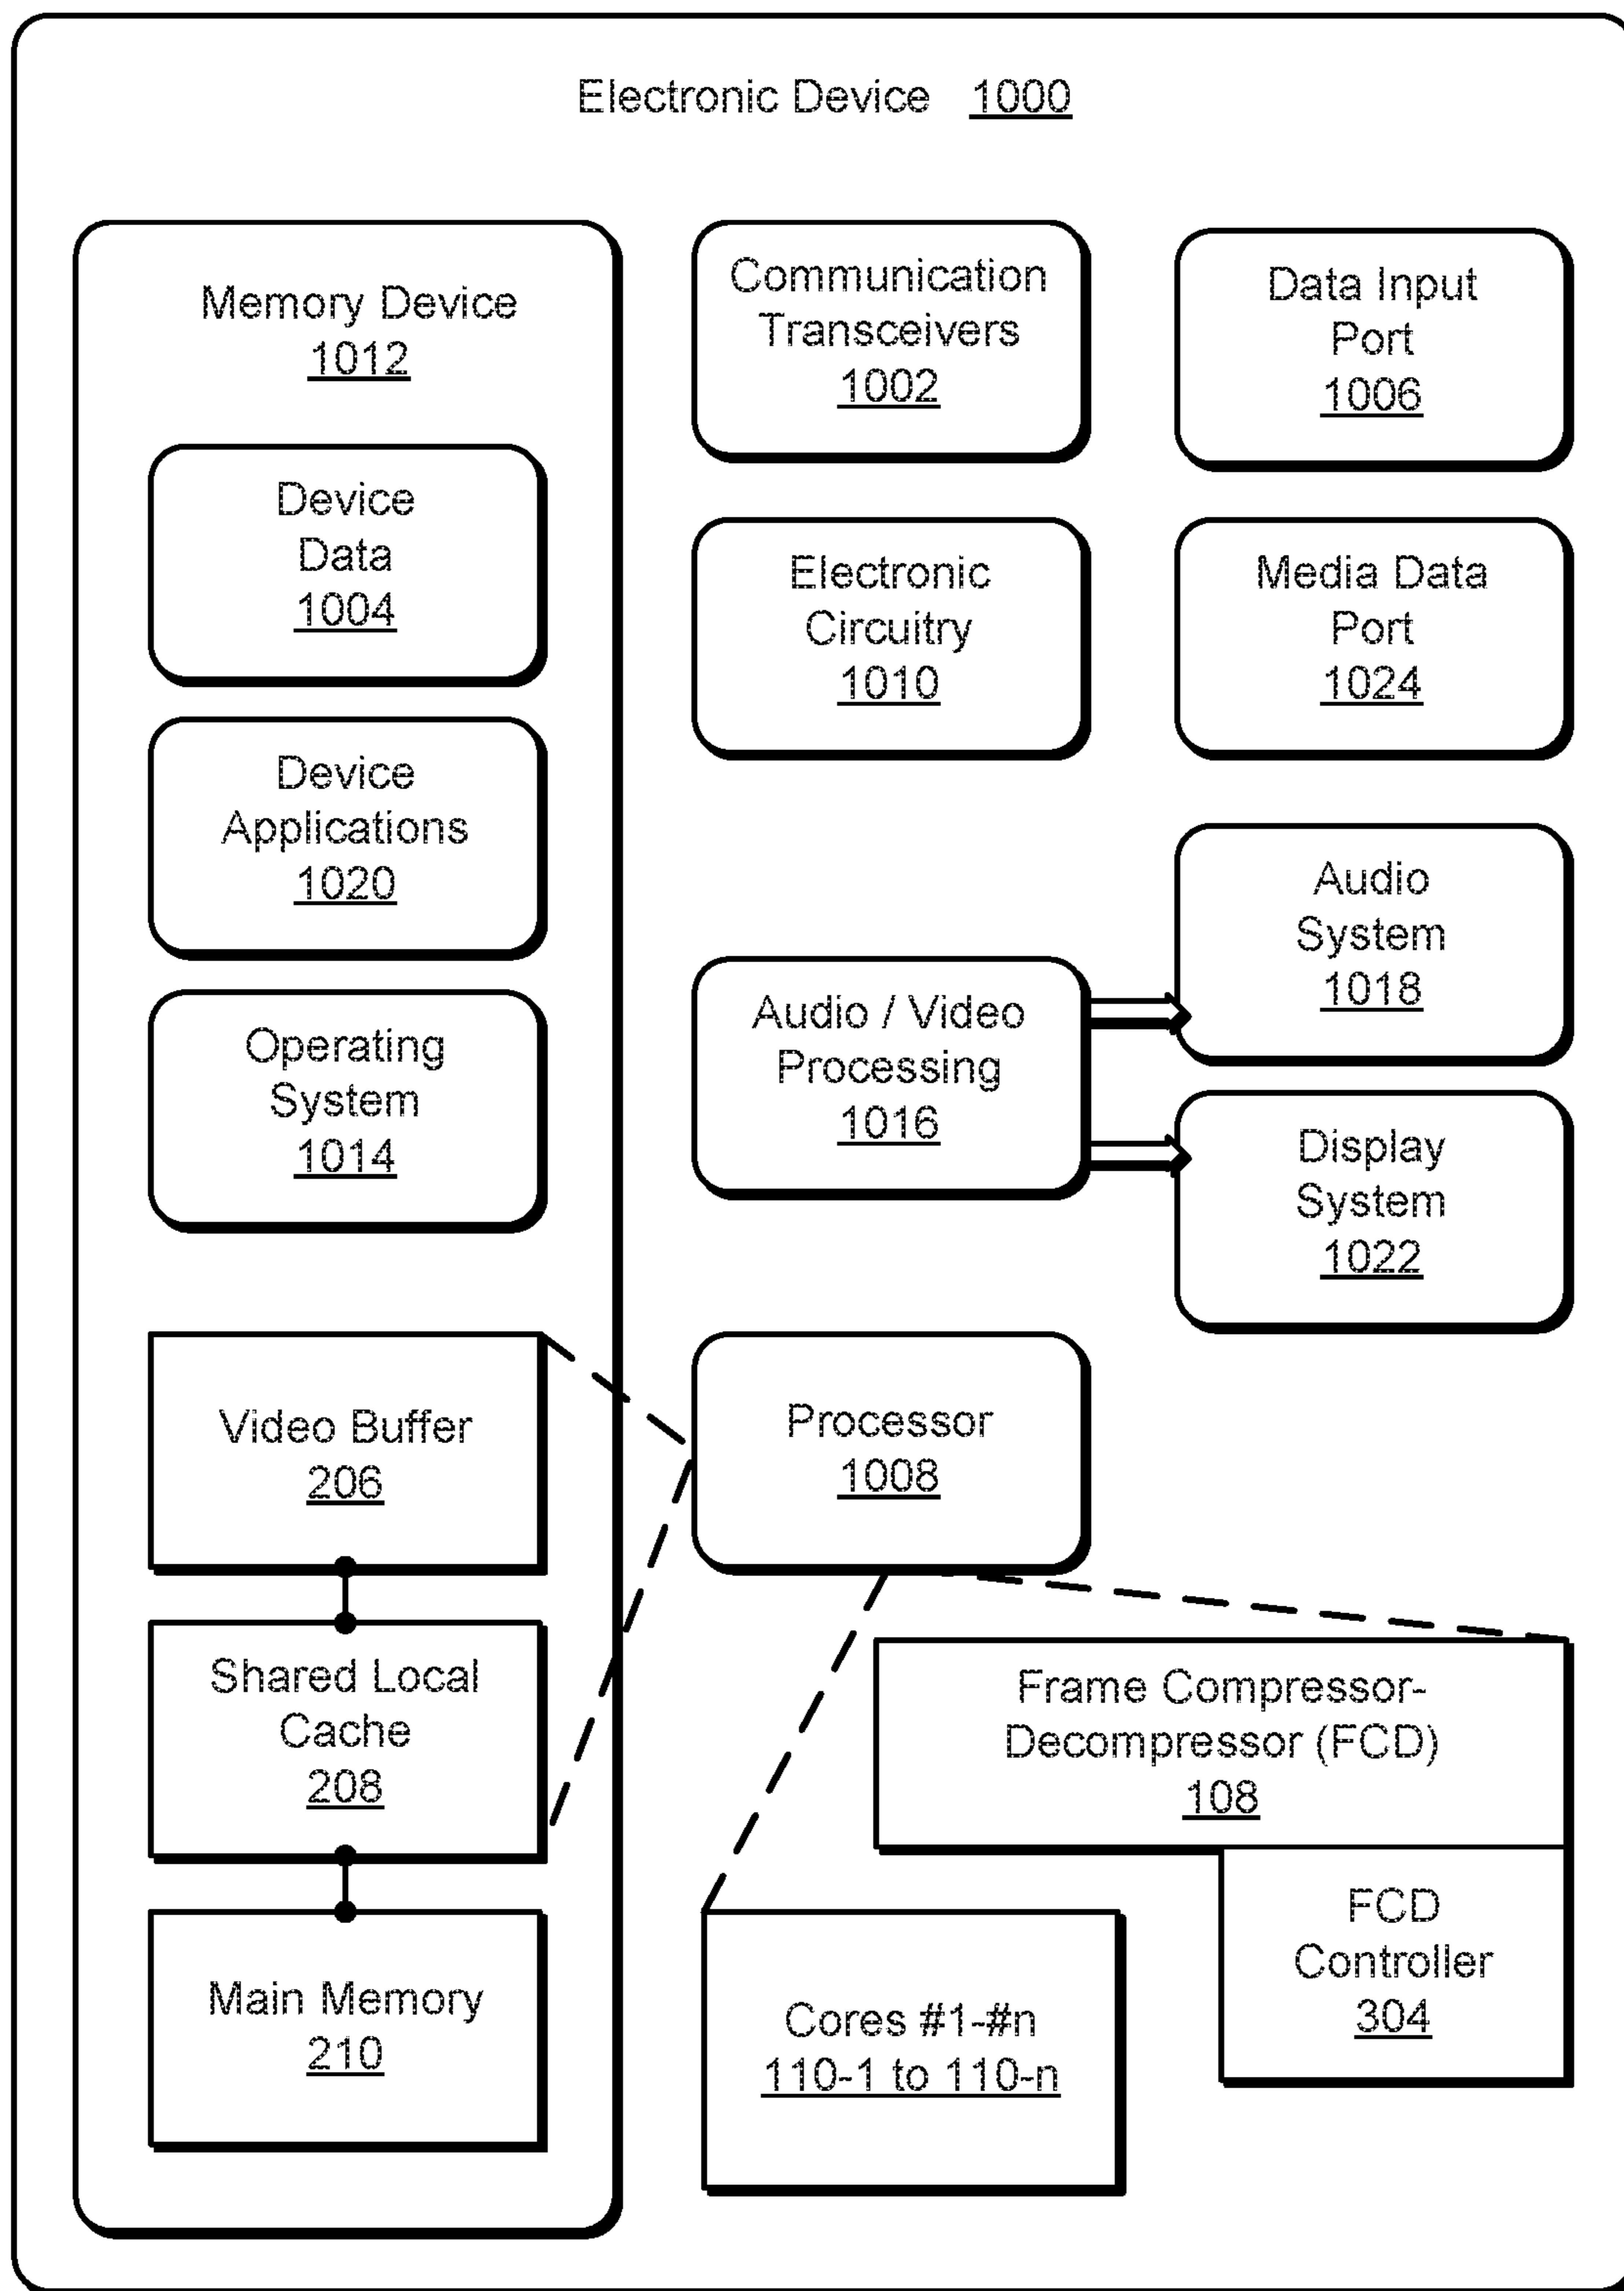 Electronic Device 1000
Memory Device
1012
Device
Data
1004
Device
Applications
1020
Operating
System
1014
Video Buffer
206
Shared Local
Cache
208
Main Memory
210
Communication
Transceivers
1002
Electronic
Circuitry
1010
Audio / Video
Processing
1016
Processor
1008
Data Input
Port
1006
Media Data
Port
1024
Audio
System
1018
Display
System
1022
Frame Compressor-
Decompressor (FCD)
108
FCD
Controller
304
Cores #1-#n
110-1 to 110-n